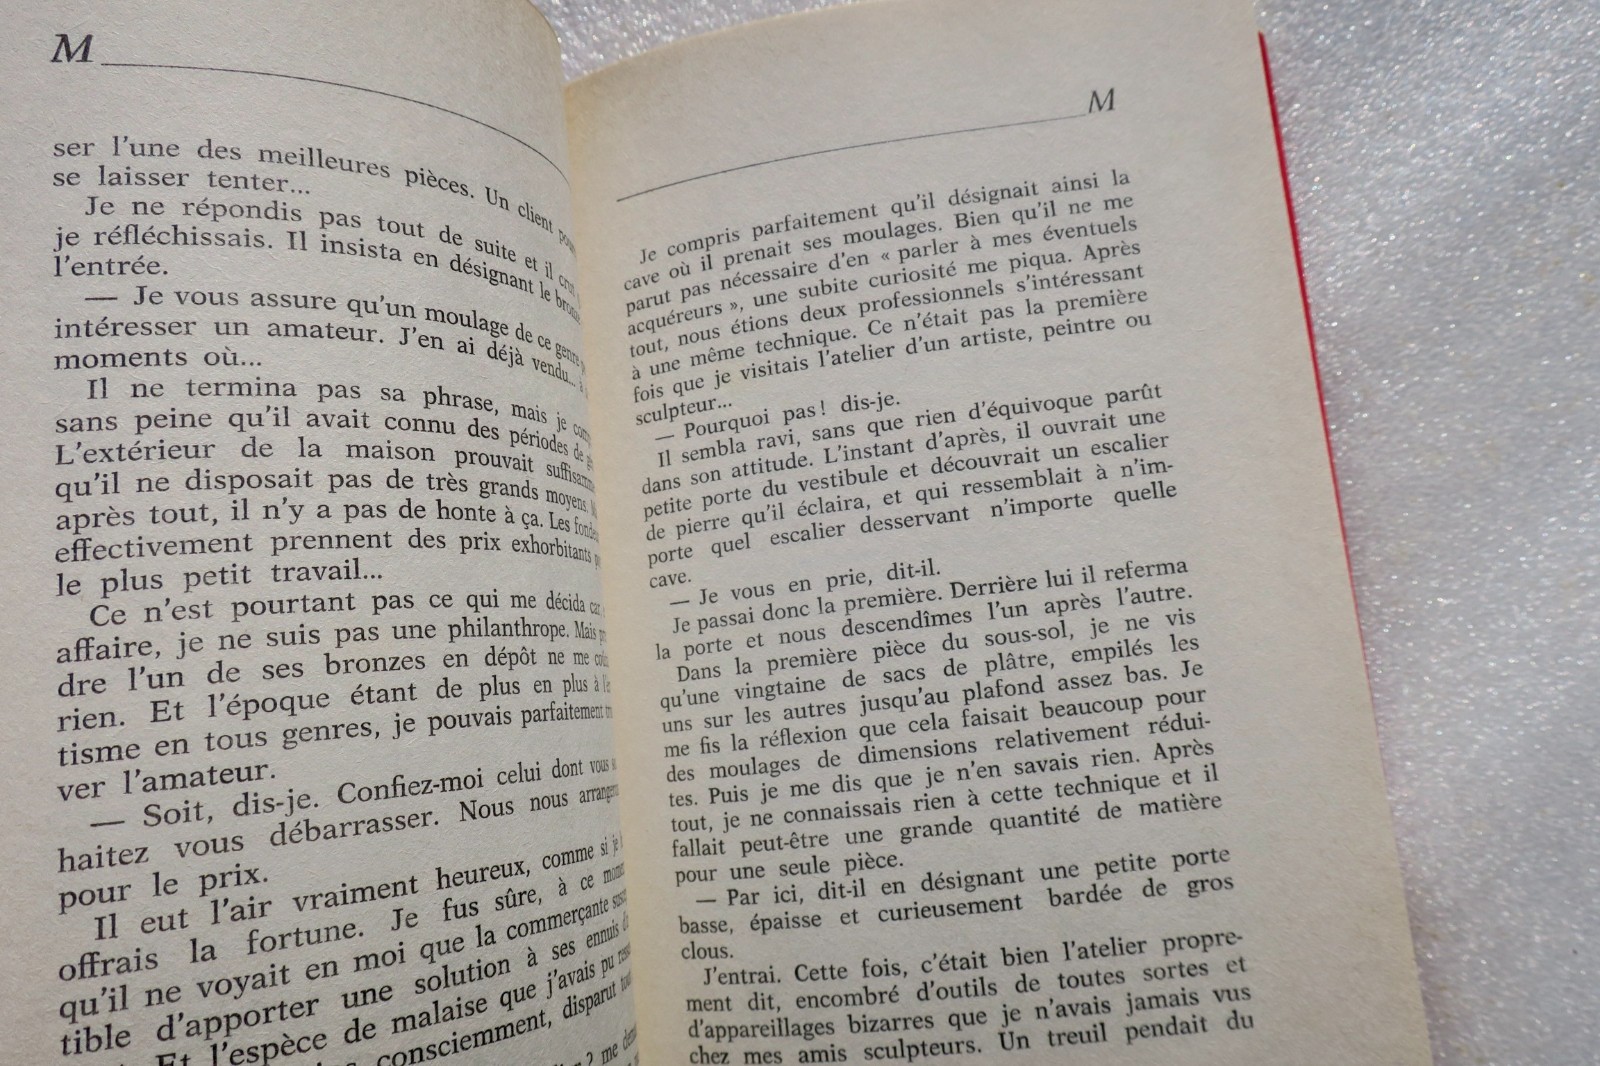 M
ser l'une des meilleures pièces. Un client
se laisser tenter...
Je ne répondis pas tout de suite et il
je réfléchissais. Il insista en désignant le
l'entrée.
— Je vous assure qu'un moulage de ce genre
intéresser un amateur. J'en ai déjà vendu...
moments où...
Il ne termina pas sa phrase, mais je
sans peine qu'il avait connu des périodes de
L'extérieur de la maison prouvait
qu'il ne disposait pas de très grands moyens.
après tout, il n'y a pas de honte à ça. Les
effectivement prennent des prix exhorbitants
le plus petit travail...
Ce n'est pourtant pas ce qui me décida car
affaire, je ne suis pas une philanthrope. Mais
dre l'un de ses bronzes en dépôt ne me
rien. Et l'époque étant de plus en plus à
tisme en tous genres, je pouvais parfaitement
ver l'amateur.
— Soit, dis-je. Confiez-moi celui dont vous
haitez vous débarrasser. Nous nous
pour le prix.
Il eut l'air vraiment heureux, comme si je
offrais la fortune. Je fus sûre, à ce
qu'il ne voyait en moi que la commerçante
tible d'apporter une solution à ses ennuis
Et l'espèce de malaise que j'avais pu
consciemment, disparut
? me
M
Je compris parfaitement qu'il désignait ainsi la
cave où il prenait ses moulages. Bien qu'il ne me
parut pas nécessaire d'en « parler à mes éventuels
acquéreurs », une subite curiosité me piqua. Après
tout, nous étions deux professionnels s'intéressant
à une même technique. Ce n'était pas la première
fois que je visitais l'atelier d'un artiste, peintre ou
sculpteur...
— Pourquoi pas! dis-je.
Il sembla ravi, sans que rien d'équivoque parût
dans son attitude. L'instant d'après, il ouvrait une
petite porte du vestibule et découvrait un escalier
de pierre qu'il éclaira, et qui ressemblait à n'im-
porte quel escalier desservant n'importe quelle
cave.
— Je vous en prie, dit-il.
Je passai donc la première. Derrière lui il referma
la porte et nous descendîmes l'un après l'autre.
Dans la première pièce du sous-sol, je ne vis
qu'une vingtaine de sacs de plâtre, empilés les
uns sur les autres jusqu'au plafond assez bas. Je
me fis la réflexion que cela faisait beaucoup pour
des moulages de dimensions relativement rédui-
tes. Puis je me dis que je n'en savais rien. Après
tout, je ne connaissais rien à cette technique et il
fallait peut-être une grande quantité de matière
pour une seule pièce.
— Par ici, dit-il en désignant une petite porte
basse, épaisse et curieusement bardée de gros
clous.
J'entrai. Cette fois, c'était bien l'atelier propre-
ment dit, encombré d'outils de toutes sortes et
d'appareillages bizarres que je n'avais jamais vus
chez mes amis sculpteurs. Un treuil pendait du